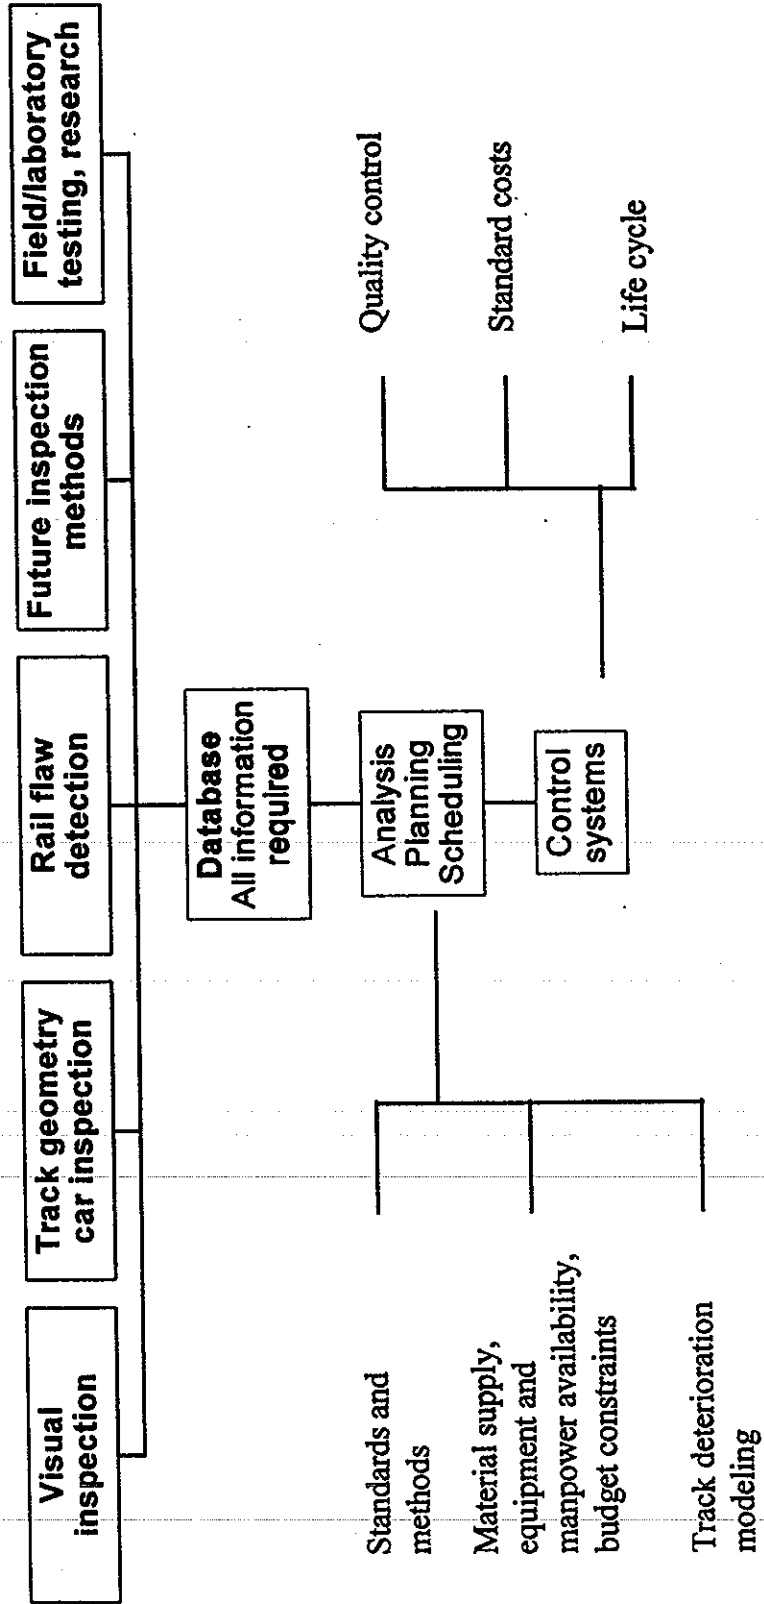 Visual
inspection
Track geometry
car inspection
Rail flaw
detection
Future inspection
methods
Field/laboratory
testing, research
Database
All information
required
Analysis
Planning
Scheduling
Control
systems
Standards and
methods
Material supply,
equipment and
manpower availability,
budget constraints
Track deterioration
modeling
Quality control
Standard costs
Life cycle